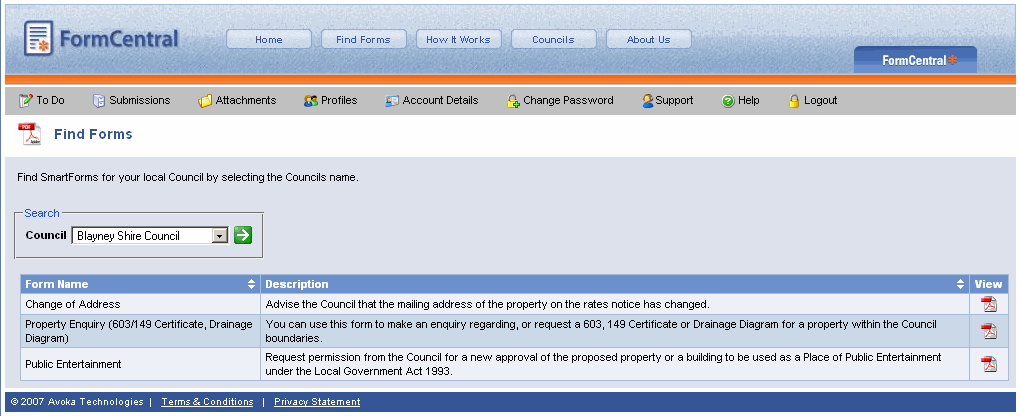 FormCentral
Home Find Forms How It Works Councils About Us
FormCentral*
To Do Submissions Attachments Profiles Account Details Change Password Support Help Logout
Find Forms
Find SmartForms for your local Council by selecting the Councils name.
Search
Council Blayney Shire Council
Form Name Description View
Change of Address Advise the Council that the mailing address of the property on the rates notice has changed.
Property Enquiry (603/149 Certificate, Drainage Diagram) You can use this form to make an enquiry regarding, or request a 603, 149 Certificate or Drainage Diagram for a property within the Council boundaries.
Public Entertainment Request permission from the Council for a new approval of the proposed property or a building to be used as a Place of Public Entertainment under the Local Government Act 1993.
© 2007 Avoka Technologies | Terms & Conditions | Privacy Statement